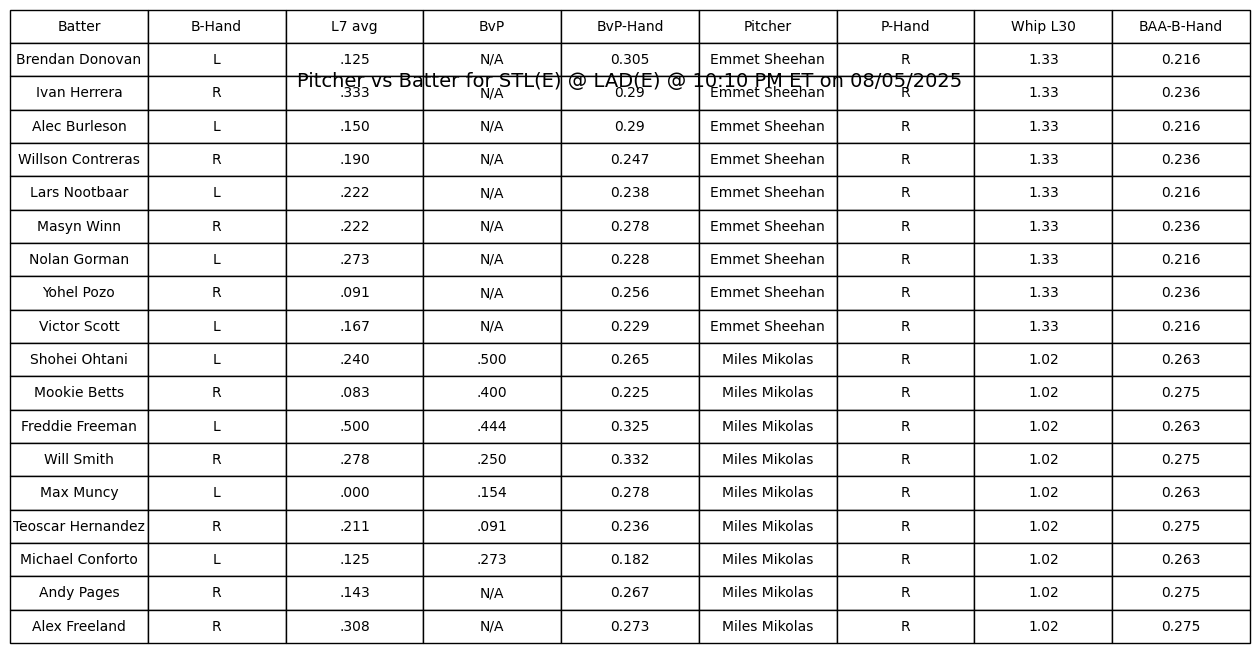 Batter B-Hand L7 avg BvP BvP-Hand Pitcher P-Hand Whip L30 BAA-B-Hand
Brendan Donovan L .125 N/A 0.305 Emmet Sheehan R 1.33 0.216
Pitcher vs Batter for STL(E) @ LAD(E) @ 10:10 PM ET on 08/05/2025
Ivan Herrera R .333 N/A 0.29 Emmet Sheehan R 1.33 0.236
Alec Burleson L .150 N/A 0.29 Emmet Sheehan R 1.33 0.216
Willson Contreras R .190 N/A 0.247 Emmet Sheehan R 1.33 0.236
Lars Nootbaar L .222 N/A 0.238 Emmet Sheehan R 1.33 0.216
Masyn Winn R .222 N/A 0.278 Emmet Sheehan R 1.33 0.236
Nolan Gorman L .273 N/A 0.228 Emmet Sheehan R 1.33 0.216
Yohel Pozo R .091 N/A 0.256 Emmet Sheehan R 1.33 0.236
Victor Scott L .167 N/A 0.229 Emmet Sheehan R 1.33 0.216
Shohei Ohtani L .240 .500 0.265 Miles Mikolas R 1.02 0.263
Mookie Betts R .083 .400 0.225 Miles Mikolas R 1.02 0.275
Freddie Freeman L .500 .444 0.325 Miles Mikolas R 1.02 0.263
Will Smith R .278 .250 0.332 Miles Mikolas R 1.02 0.275
Max Muncy L .000 .154 0.278 Miles Mikolas R 1.02 0.263
Teoscar Hernandez R .211 .091 0.236 Miles Mikolas R 1.02 0.275
Michael Conforto L .125 .273 0.182 Miles Mikolas R 1.02 0.263
Andy Pages R .143 N/A 0.267 Miles Mikolas R 1.02 0.275
Alex Freeland R .308 N/A 0.273 Miles Mikolas R 1.02 0.275